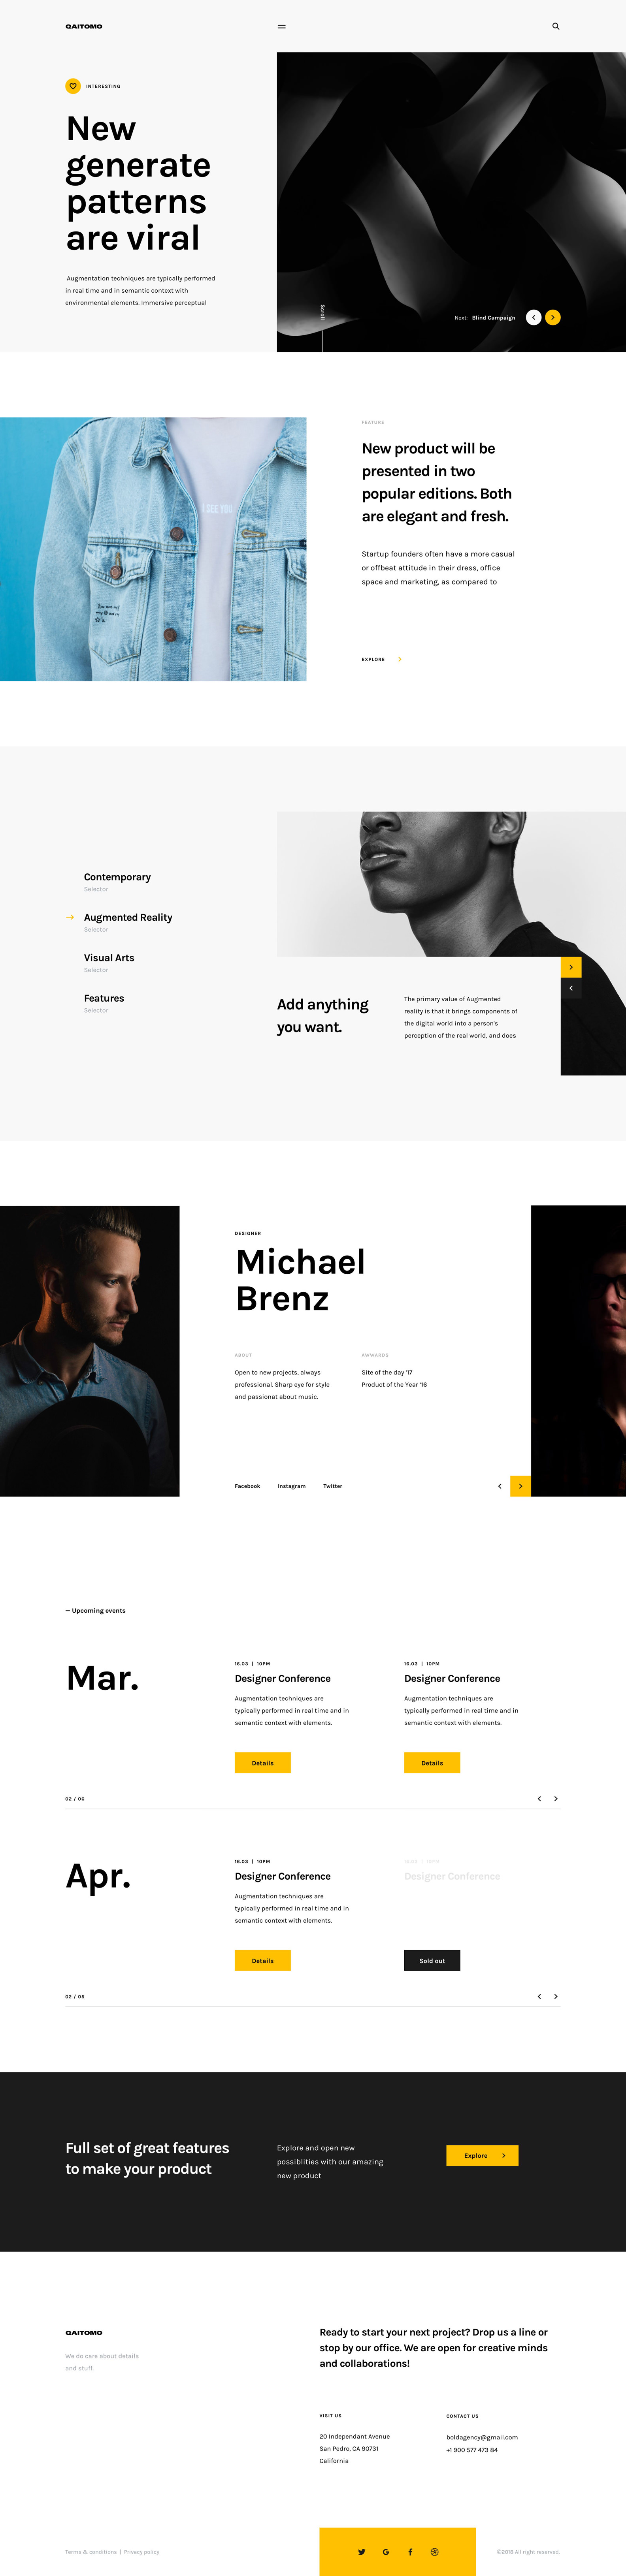 QAITOMO
INTERESTING
New
generate
patterns
are viral
Augmentation techniques are typically performed
in real time and in semantic context with
environmental elements. Immersive perceptual
Scroll
Next: Blind Campaign
I SEE YOU
You are not
FEATURE
New product will be
presented in two
popular editions. Both
are elegant and fresh.
Startup founders often have a more casual
or offbeat attitude in their dress, office
space and marketing, as compared to
EXPLORE
Contemporary
Selector
Augmented Reality
Selector
Visual Arts
Selector
Features
Selector
Add anything
you want.
The primary value of Augmented
reality is that it brings components of
the digital world into a person's
perception of the real world, and does
DESIGNER
Michael
Brenz
ABOUT
Open to new projects, always
professional. Sharp eye for style
and passionat about music.
AWWARDS
Site of the day '17
Product of the Year '16
Facebook Instagram Twitter
— Upcoming events
Mar.
16.03 | 10PM
Designer Conference
Augmentation techniques are
typically performed in real time and in
semantic context with elements.
Details
16.03 | 10PM
Designer Conference
Augmentation techniques are
typically performed in real time and in
semantic context with elements.
Details
02 / 06
Apr.
16.03 | 10PM
Designer Conference
Augmentation techniques are
typically performed in real time and in
semantic context with elements.
Details
16.03 | 10PM
Designer Conference
Sold out
02 / 05
Full set of great features
to make your product
Explore and open new
possiblities with our amazing
new product
Explore
QAITOMO
We do care about details
and stuff.
Ready to start your next project? Drop us a line or
stop by our office. We are open for creative minds
and collaborations!
VISIT US
20 Independant Avenue
San Pedro, CA 90731
California
CONTACT US
boldagency@gmail.com
+1 900 577 473 84
Terms & conditions | Privacy policy
©2018 All right reserved.